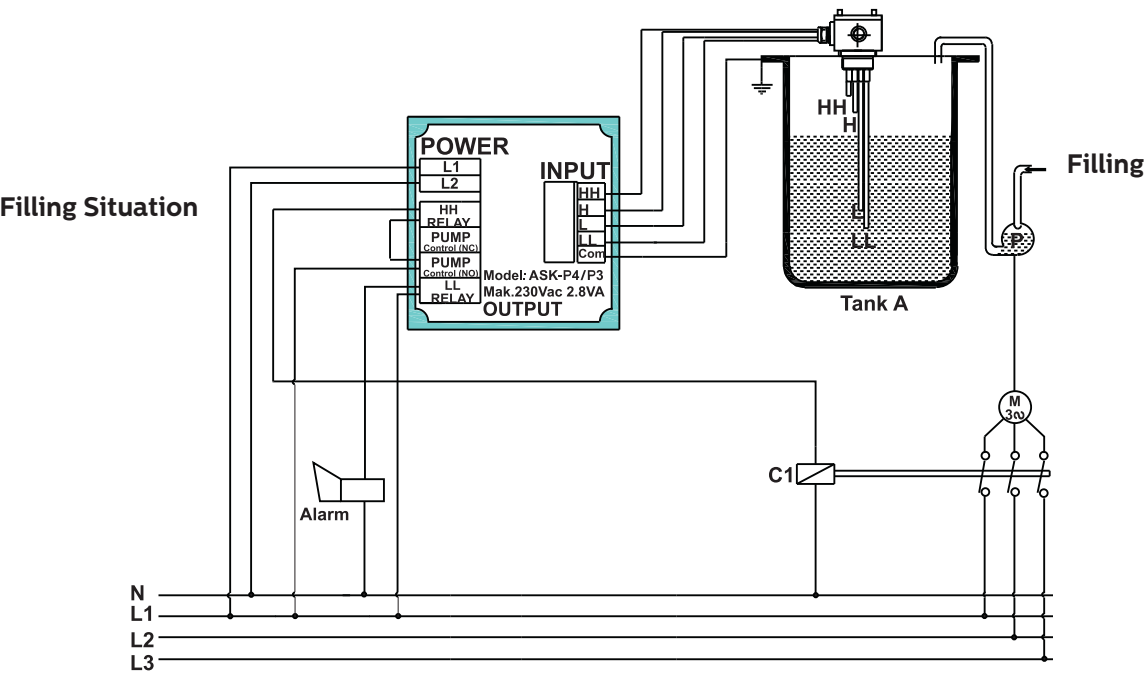 HH
H
Filling
POWER
L1
L2
INPUT
HH
H
L
LL
Com
HH
RELAY
PUMP
Control (NC)
PUMP
Control (NO)
LL
RELAY
Model: ASK-P4/P3
Mak.230Vac 2.8VA
OUTPUT
Filling Situation
L
LL
P
Tank A
M
3
C1
Alarm
N
L1
L2
L3